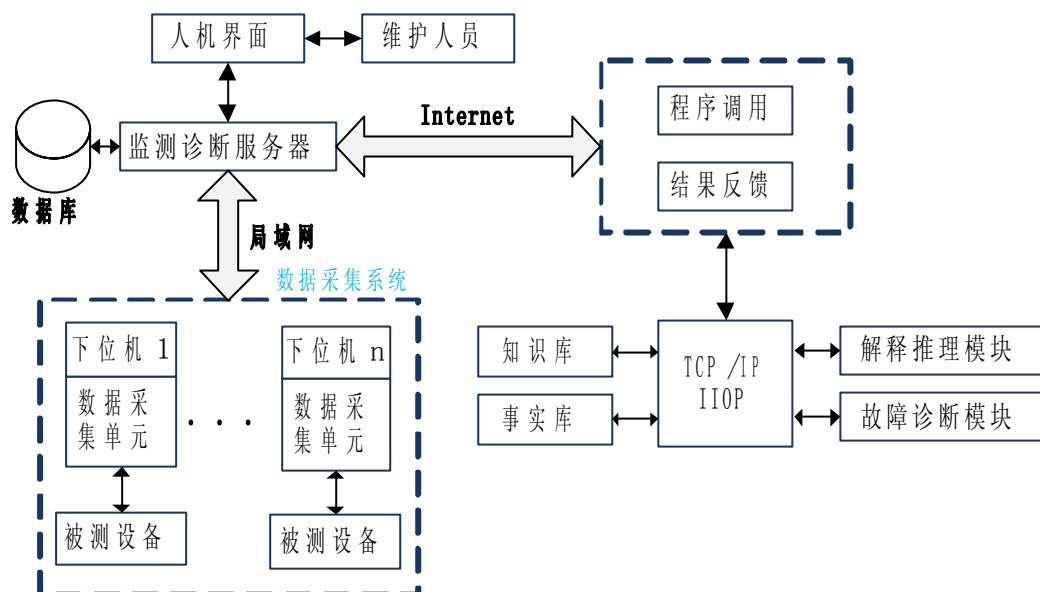 人机界面
维护人员
监测诊断服务器
数据库
Internet
程序调用
结果反馈
局域网
数据采集系统
下位机 1
数据采
集单元
被测设备
. . .
下位机 n
数据采
集单元
被测设备
知识库
事实库
TCP /IP
IIOP
解释推理模块
故障诊断模块